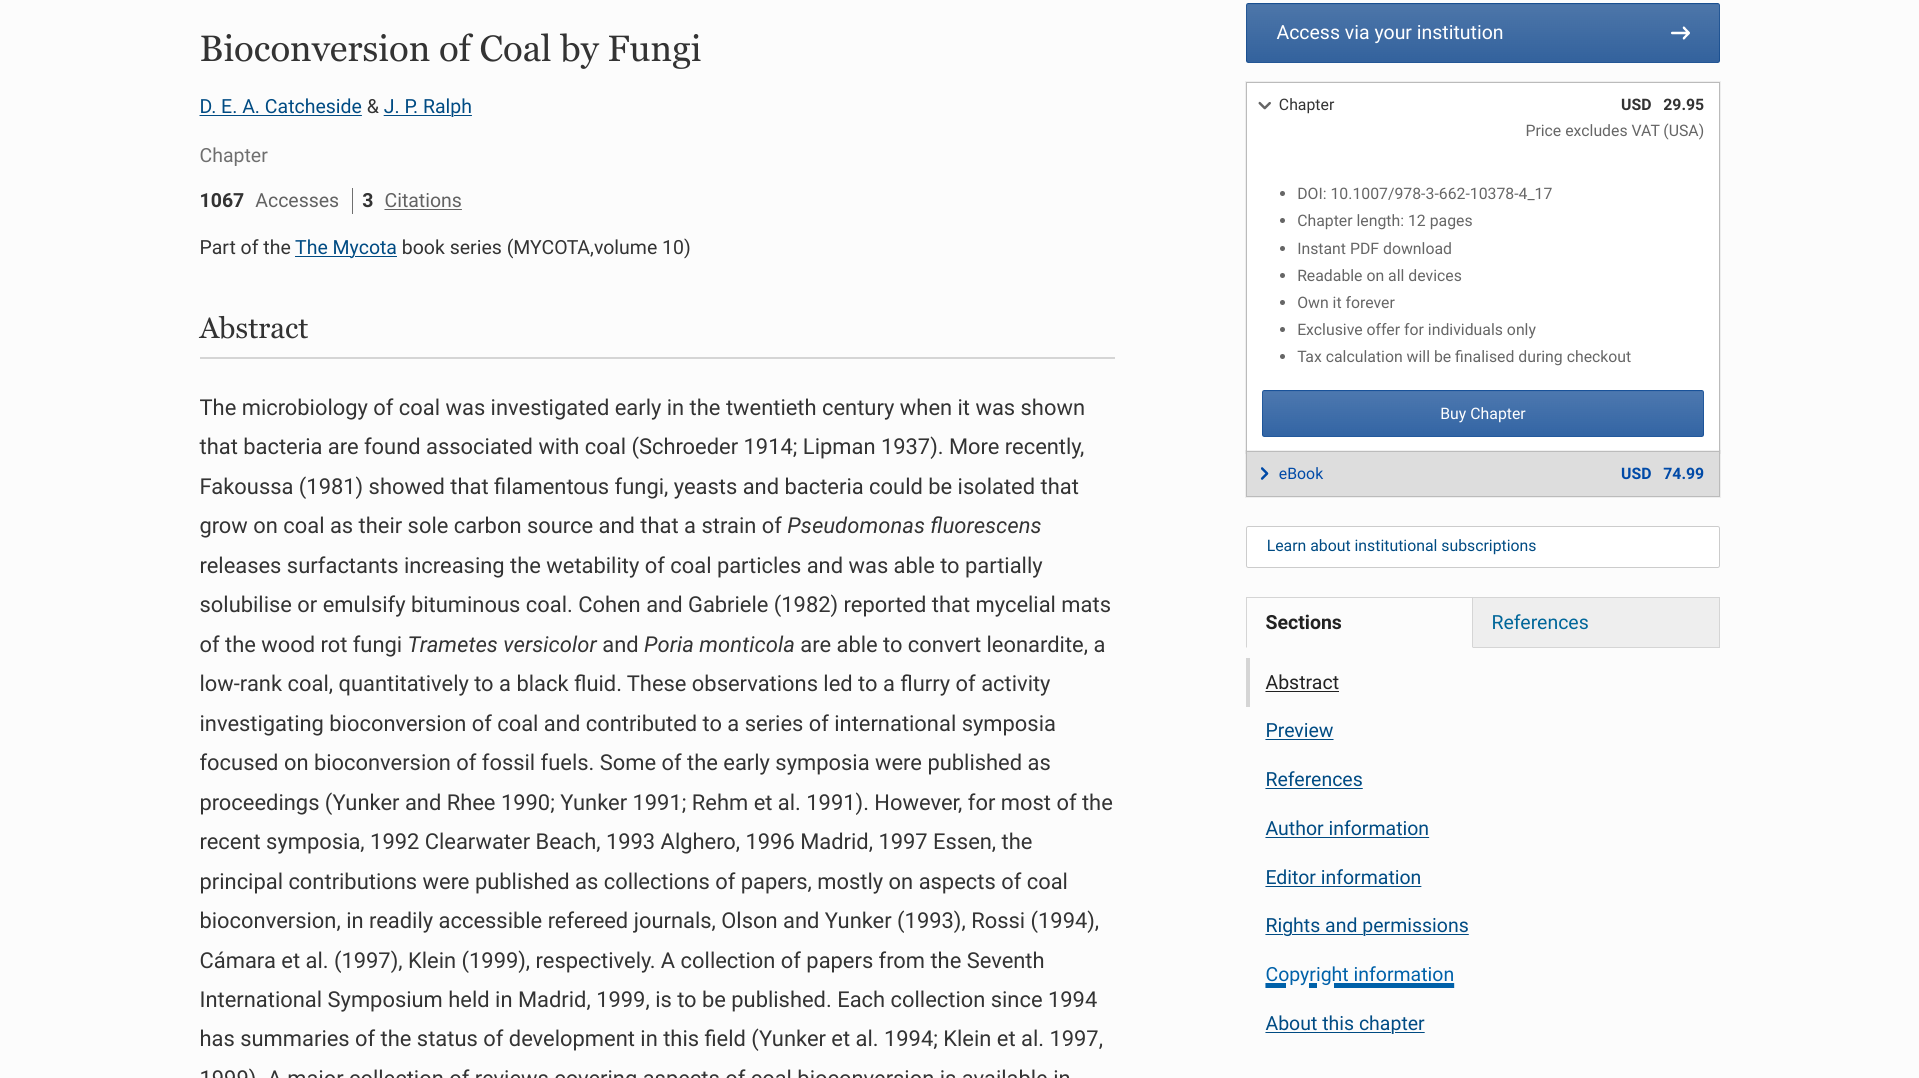 Bioconversion of Coal by Fungi
D. E. A. Catcheside & J. P. Ralph
Chapter
1067 Accesses 3 Citations
Part of the The Mycota book series (MYCOTA,volume 10)
Abstract
The microbiology of coal was investigated early in the twentieth century when it was shown
that bacteria are found associated with coal (Schroeder 1914; Lipman 1937). More recently,
Fakoussa (1981) showed that filamentous fungi, yeasts and bacteria could be isolated that
grow on coal as their sole carbon source and that a strain of Pseudomonas fluorescens
releases surfactants increasing the wetability of coal particles and was able to partially
solubilise or emulsify bituminous coal. Cohen and Gabriele (1982) reported that mycelial mats
of the wood rot fungi Trametes versicolor and Poria monticola are able to convert leonardite, a
low-rank coal, quantitatively to a black fluid. These observations led to a flurry of activity
investigating bioconversion of coal and contributed to a series of international symposia
focused on bioconversion of fossil fuels. Some of the early symposia were published as
proceedings (Yunker and Rhee 1990; Yunker 1991; Rehm et al. 1991). However, for most of the
recent symposia, 1992 Clearwater Beach, 1993 Alghero, 1996 Madrid, 1997 Essen, the
principal contributions were published as collections of papers, mostly on aspects of coal
bioconversion, in readily accessible refereed journals, Olson and Yunker (1993), Rossi (1994),
Cámara et al. (1997), Klein (1999), respectively. A collection of papers from the Seventh
International Symposium held in Madrid, 1999, is to be published. Each collection since 1994
has summaries of the status of development in this field (Yunker et al. 1994; Klein et al. 1997,
1999). A major collection of reviews covering aspects of coal bioconversion is available in
Access via your institution
Chapter USD 29.95
Price excludes VAT (USA)
DOI: 10.1007/978-3-662-10378-4_17
Chapter length: 12 pages
Instant PDF download
Readable on all devices
Own it forever
Exclusive offer for individuals only
Tax calculation will be finalised during checkout
Buy Chapter
eBook USD 74.99
Learn about institutional subscriptions
Sections References
Abstract
Preview
References
Author information
Editor information
Rights and permissions
Copyright information
About this chapter